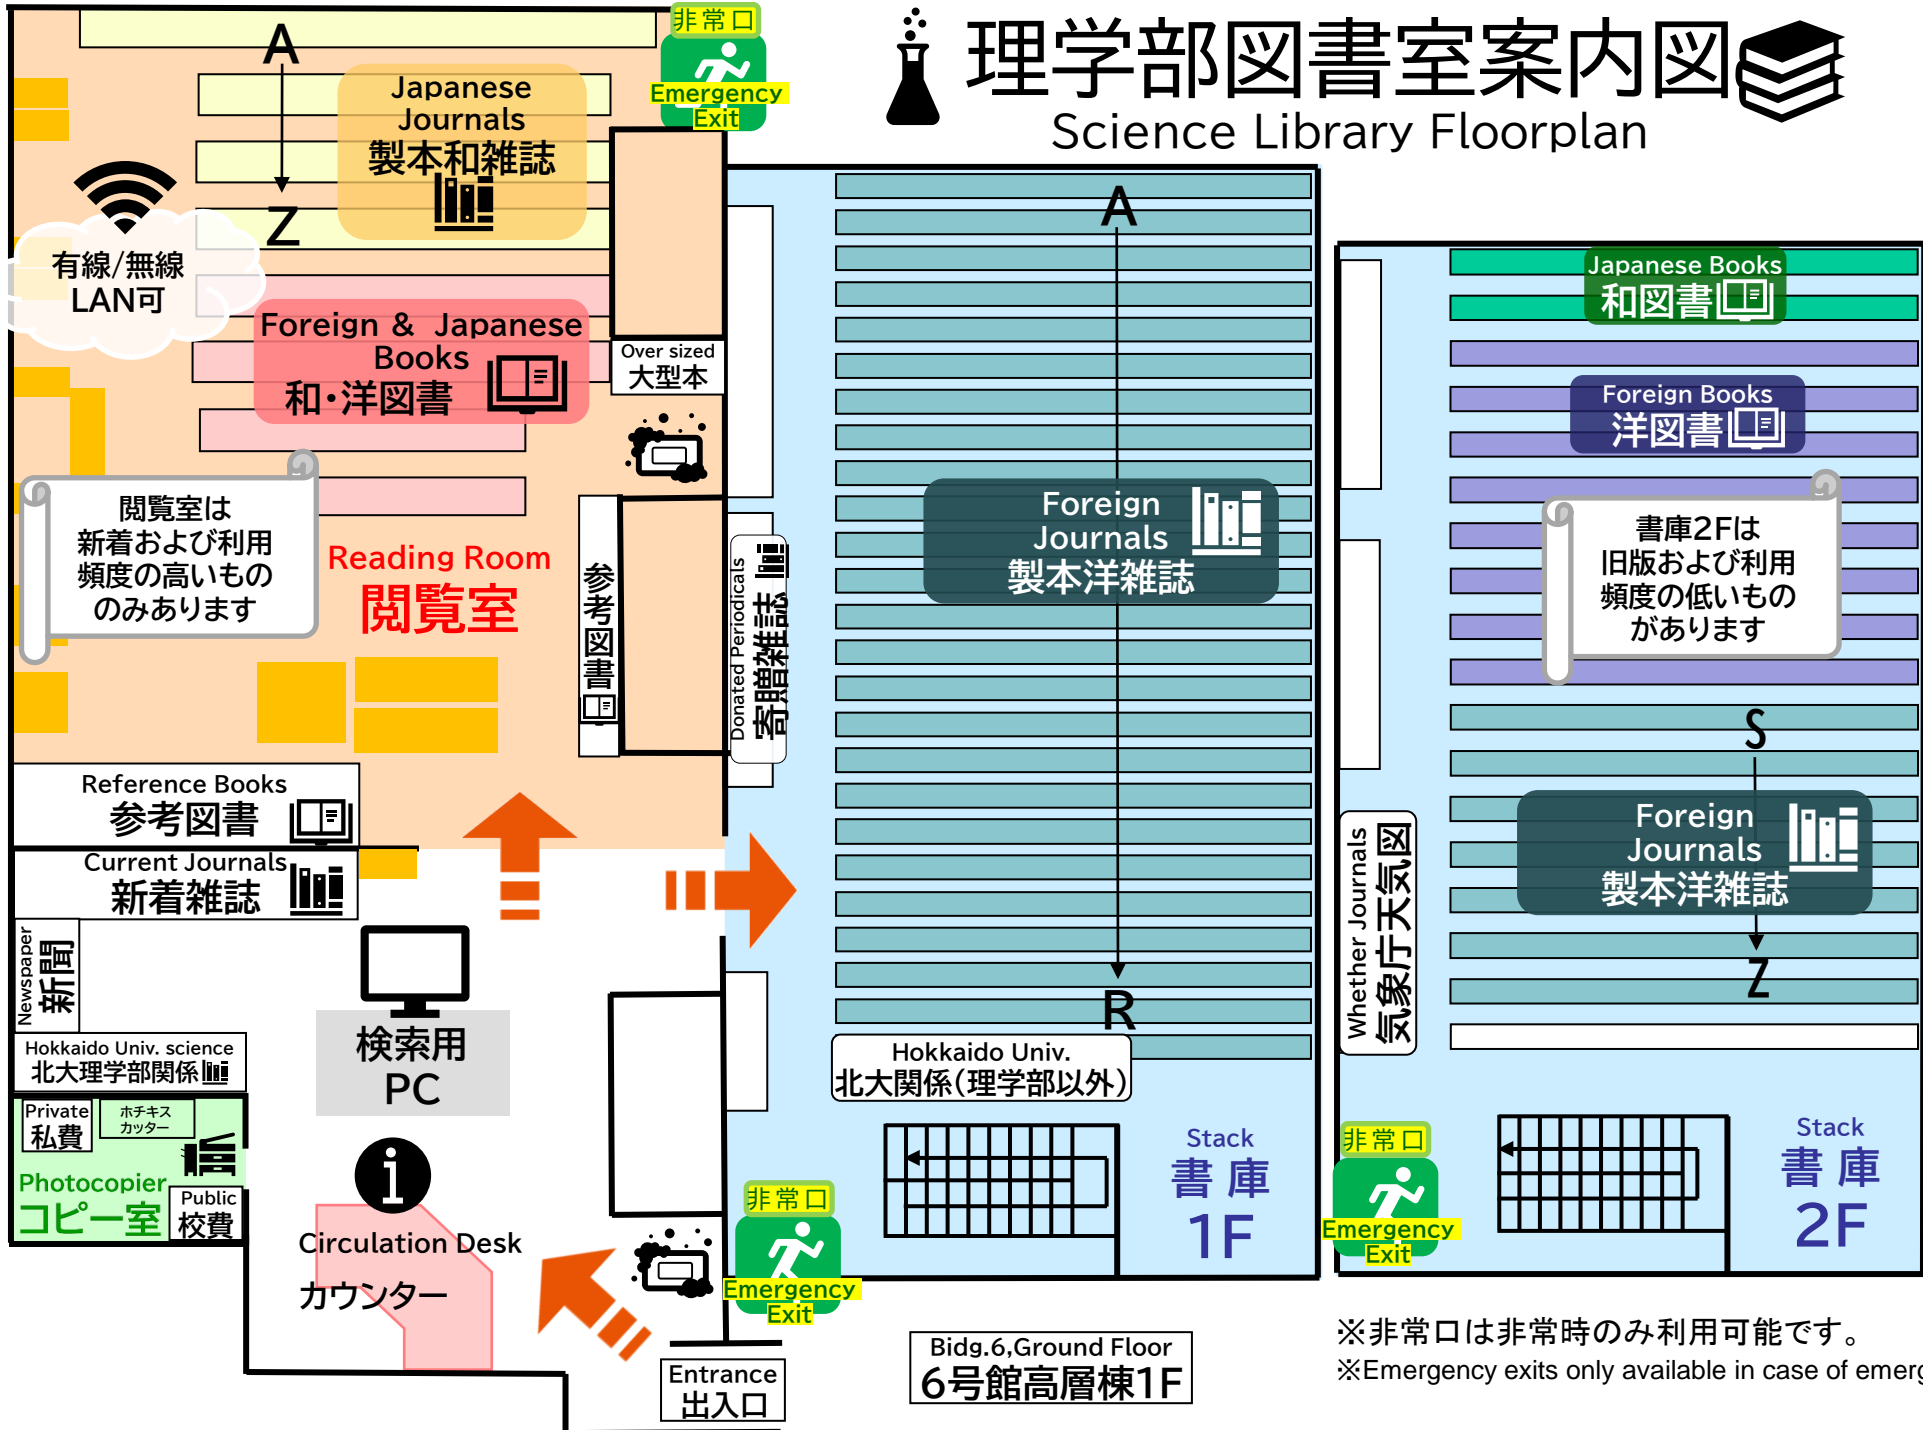 理学部図書室案内図
Science Library Floorplan
非常口
Emergency
Exit
A
Z
Japanese
Journals
製本和雑誌
有線/無線
LAN可
Foreign & Japanese
Books
和・洋図書
Over sized
大型本
閲覧室は
新着および利用
頻度の高いもの
のみあります
Reading Room
閲覧室
参考図書
Donated Periodicals
寄贈雑誌
Reference Books
参考図書
Current Journals
新着雑誌
Newspaper
新聞
Hokkaido Univ. science
北大理学部関係
検索用
PC
Private
私費
ホチキス
カッター
Photocopier
コピー室
Public
校費
Circulation Desk
カウンター
Entrance
出入口
A
Foreign
Journals
製本洋雑誌
R
Hokkaido Univ.
北大関係(理学部以外)
Stack
書庫
1F
非常口
Emergency
Exit
Bidg.6,Ground Floor
6号館高層棟1F
Japanese Books
和図書
Foreign Books
洋図書
書庫2Fは
旧版および利用
頻度の低いもの
があります
S
Foreign
Journals
製本洋雑誌
Z
Whether Journals
気象庁天気図
Stack
書庫
2F
非常口
Emergency
Exit
※非常口は非常時のみ利用可能です。
※Emergency exits only available in case of emerg